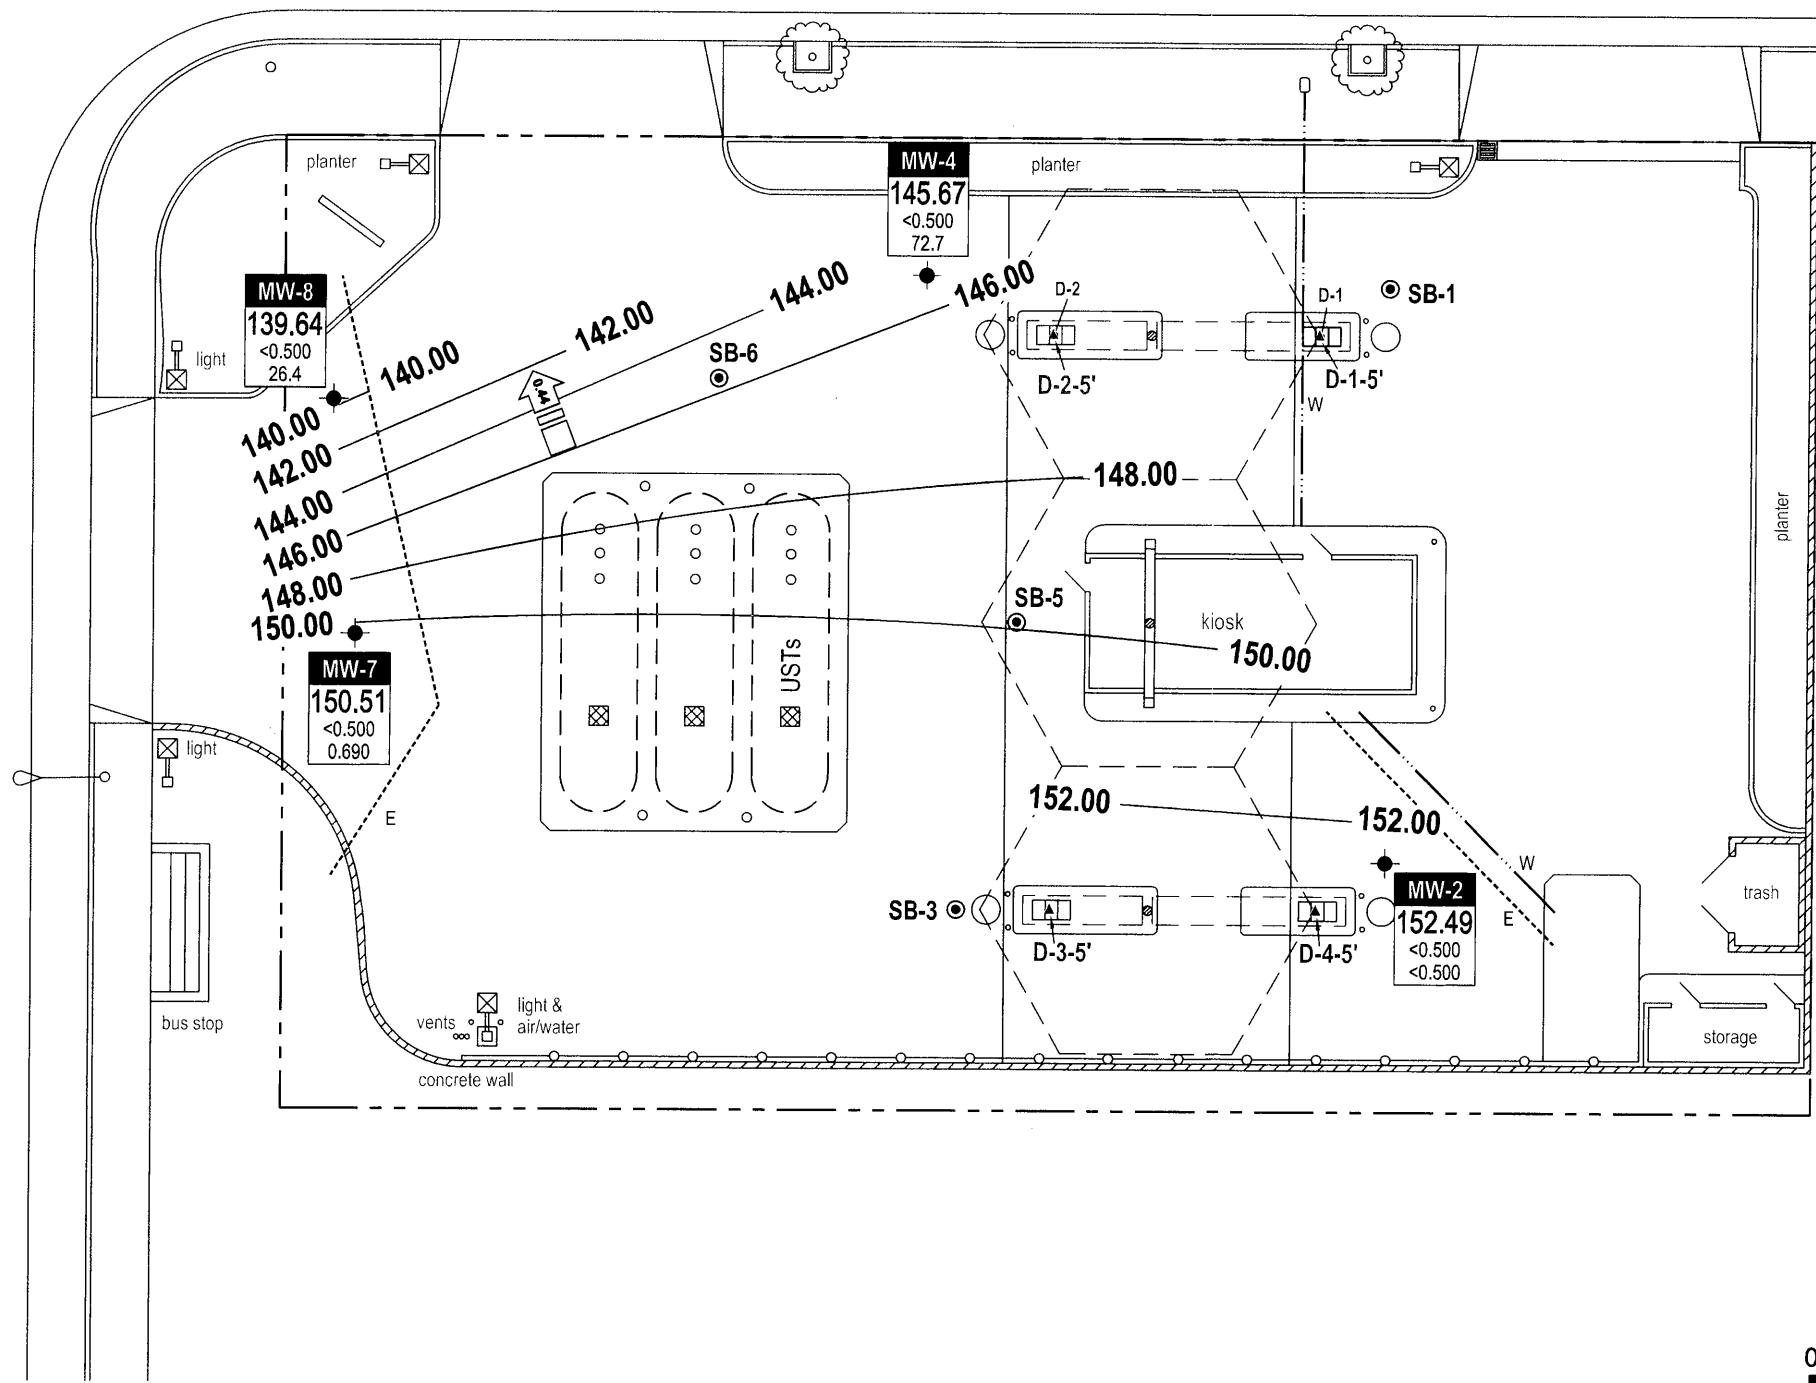 planter
MW-4
145.67
<0.500
72.7
planter
MW-8
139.64
<0.500
26.4
light
146.00
144.00
142.00
140.00
D-2
D-1
SB-1
SB-6
0.44
D-2-5'
D-1-5'
W
140.00
142.00
144.00
146.00
148.00
150.00
148.00
planter
SB-5
kiosk
150.00
USTs
MW-7
150.51
<0.500
0.690
light
E
152.00
152.00
W
MW-2
152.49
<0.500
<0.500
E
trash
SB-3
D-3-5'
D-4-5'
bus stop
vents
light &
air/water
storage
concrete wall
0